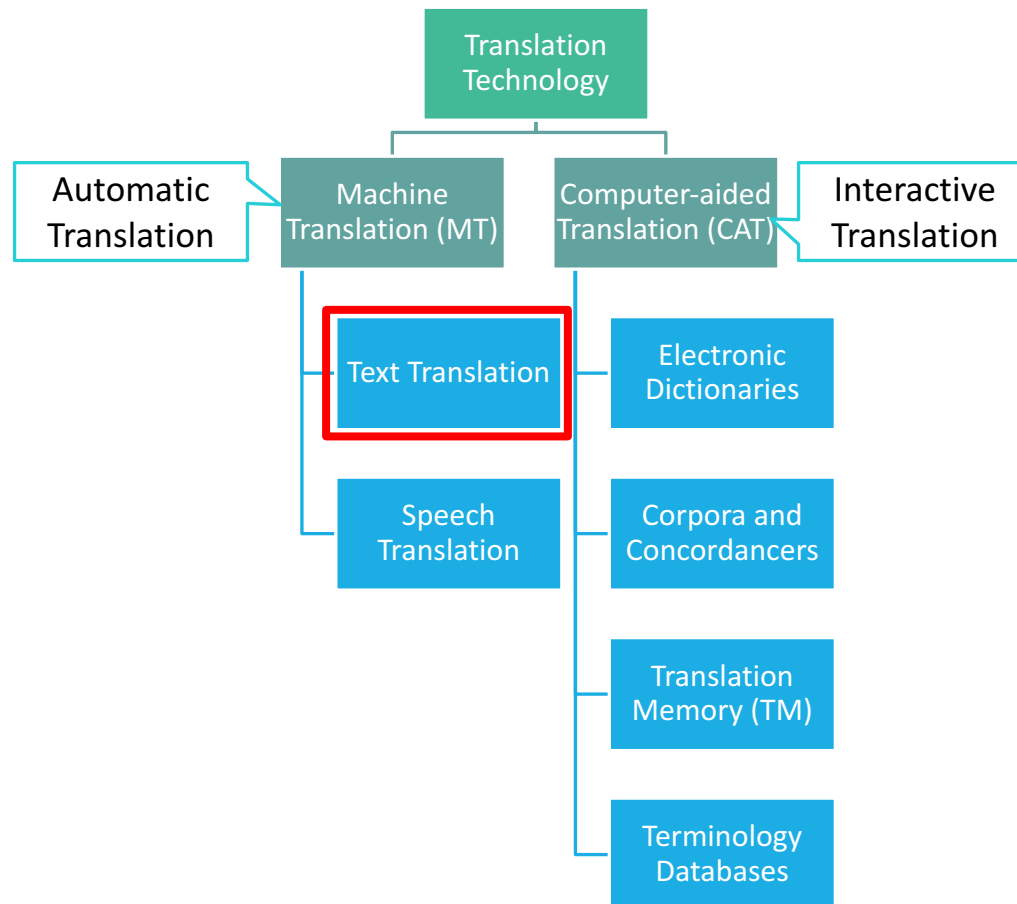 Translation
Technology
Automatic
Translation
Machine
Translation (MT)
Computer-aided
Translation (CAT)
Interactive
Translation
Text Translation
Electronic
Dictionaries
Speech
Translation
Corpora and
Concordancers
Translation
Memory (TM)
Terminology
Databases